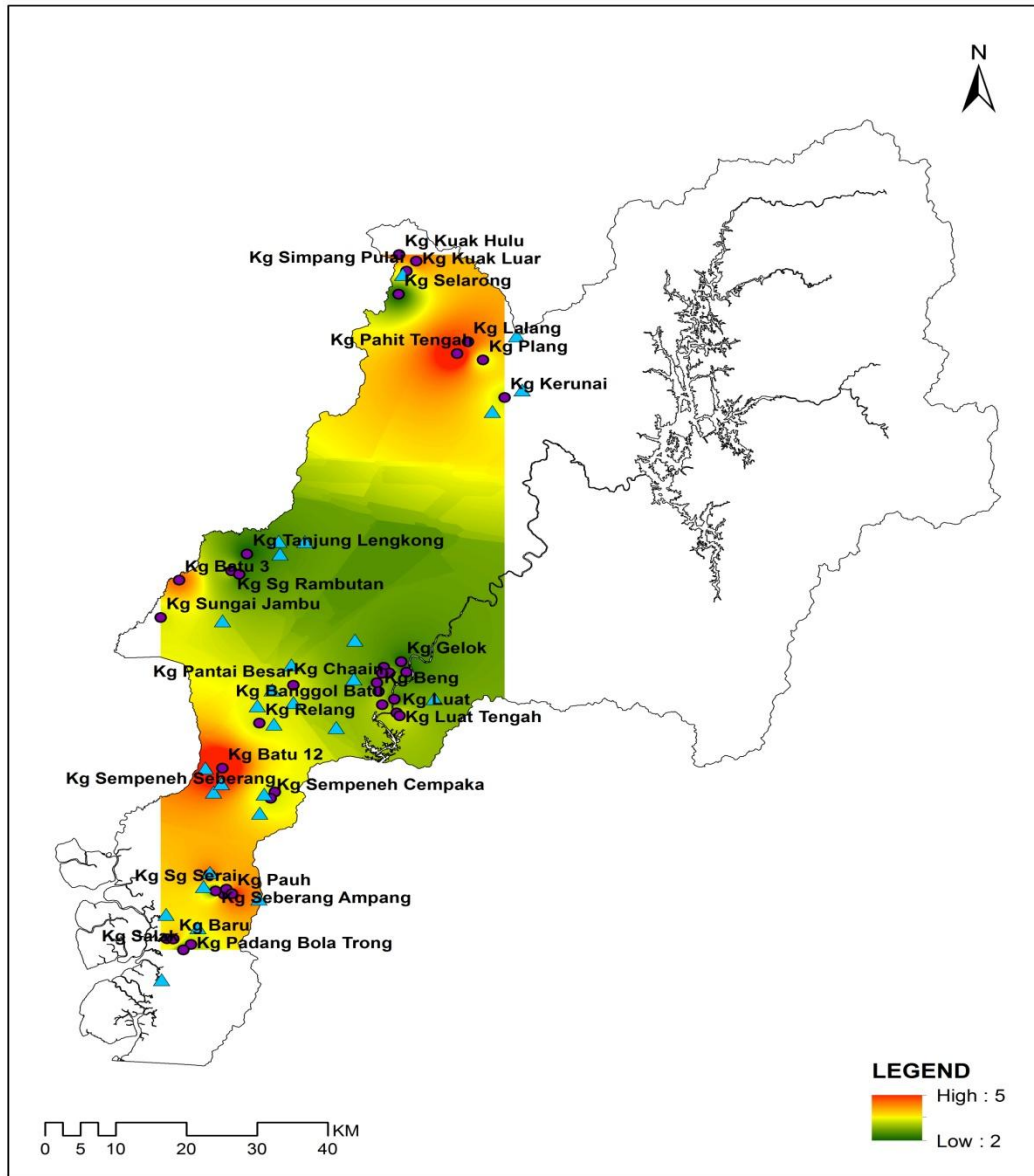 N
Kg Kuak Hulu
Kg Simpang Pulai
Kg Kuak Luar
Kg Selarong
Kg Lalang
Kg Pahit Tengah
Kg Plang
Kg Kerunai
Kg Tanjung Lengkong
Kg Batu 3
Kg Sg Rambutan
Kg Sungai Jambu
Kg Gelok
Kg Pantai Besar
Kg Chaain
Kg Beng
Kg Banggol Batu
Kg Luat
Kg Relang
Kg Luat Tengah
Kg Batu 12
Kg Sempeneh Seberang
Kg Sempeneh Cempaka
Kg Sg Serai
Kg Pauh
Kg Seberang Ampang
Kg Baru
Kg Salak
Kg Padang Bola Trong
LEGEND
High : 5
Low : 2
KM
0 5 10 20 30 40